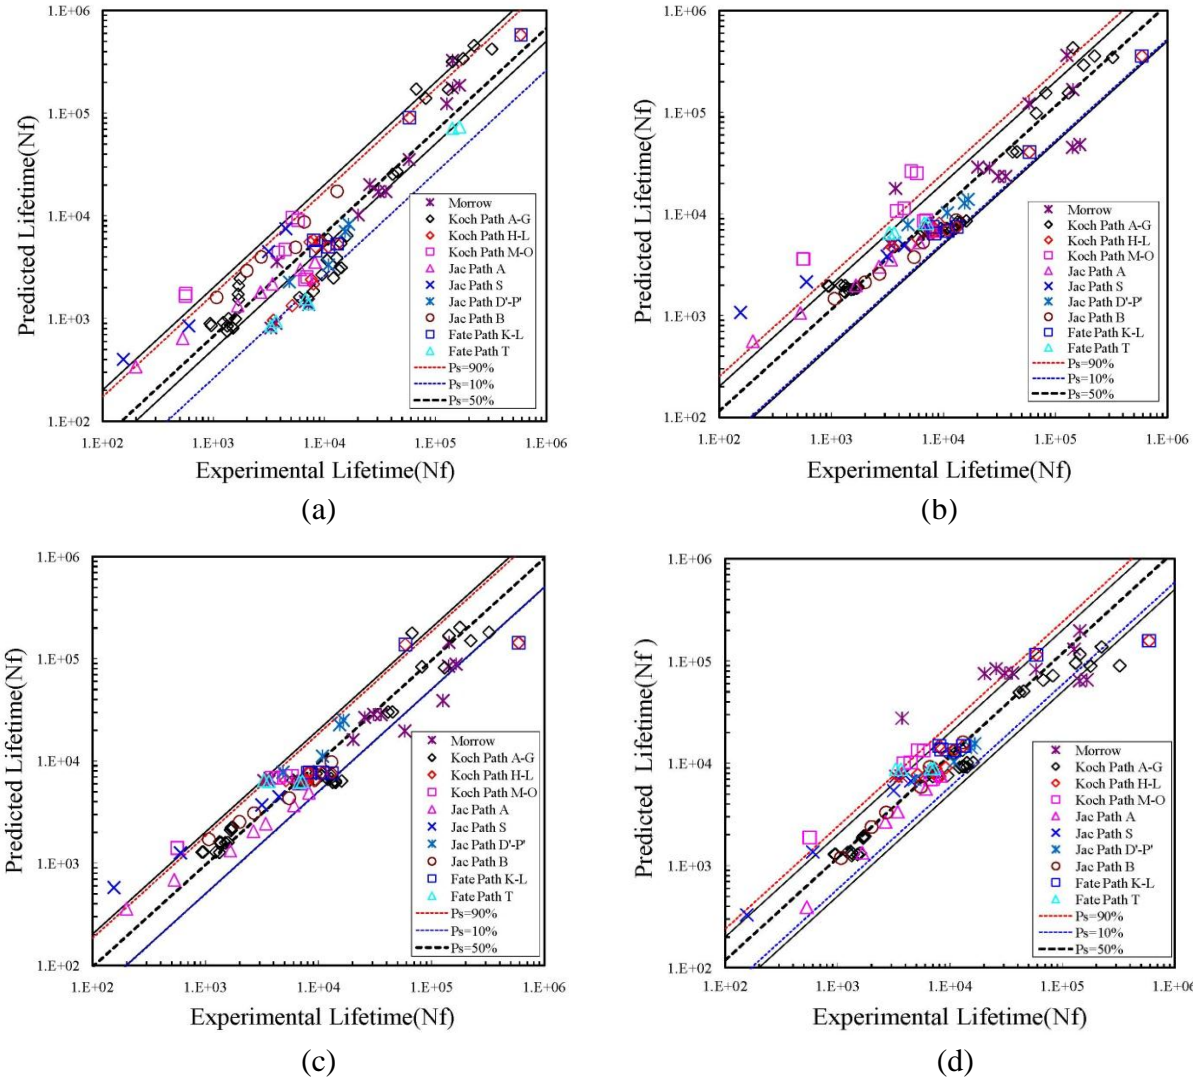 1.E+06
1.E+05
1.E+04
1.E+03
1.E+02
Predicted Lifetime(Nf)
1.E+02 1.E+03 1.E+04 1.E+05 1.E+06
Experimental Lifetime(Nf)
Morrow
Koch Path A-G
Koch Path H-L
Koch Path M-O
Jac Path A
Jac Path S
Jac Path D'-P'
Jac Path B
Fate Path K-L
Fate Path T
Ps=90%
Ps=10%
Ps=50%
(a)
1.E+06
1.E+05
1.E+04
1.E+03
1.E+02
Predicted Lifetime(Nf)
1.E+02 1.E+03 1.E+04 1.E+05 1.E+06
Experimental Lifetime(Nf)
Morrow
Koch Path A-G
Koch Path H-L
Koch Path M-O
Jac Path A
Jac Path S
Jac Path D'-P'
Jac Path B
Fate Path K-L
Fate Path T
Ps=90%
Ps=10%
Ps=50%
(b)
1.E+06
1.E+05
1.E+04
1.E+03
1.E+02
Predicted Lifetime(Nf)
1.E+02 1.E+03 1.E+04 1.E+05 1.E+06
Experimental Lifetime(Nf)
Morrow
Koch Path A-G
Koch Path H-L
Koch Path M-O
Jac Path A
Jac Path S
Jac Path D'-P'
Jac Path B
Fate Path K-L
Fate Path T
Ps=90%
Ps=10%
Ps=50%
(c)
1.E+06
1.E+05
1.E+04
1.E+03
1.E+02
Predicted Lifetime(Nf )
1.E+02 1.E+03 1.E+04 1.E+05 1.E+06
Experimental Lifetime(Nf)
Morrow
Koch Path A-G
Koch Path H-L
Koch Path M-O
Jac Path A
Jac Path S
Jac Path D'-P'
Jac Path B
Fate Path K-L
Fate Path T
Ps=90%
Ps=10%
Ps=50%
(d)